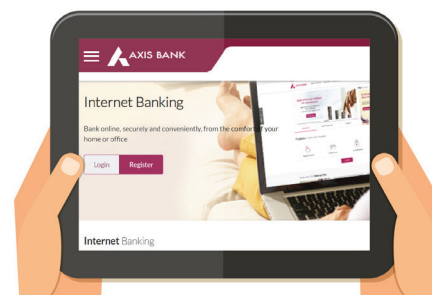 AXIS BANK
Internet Banking
Bank online, securely and conveniently, from the comfort of your
home or office
Login Register
Internet Banking